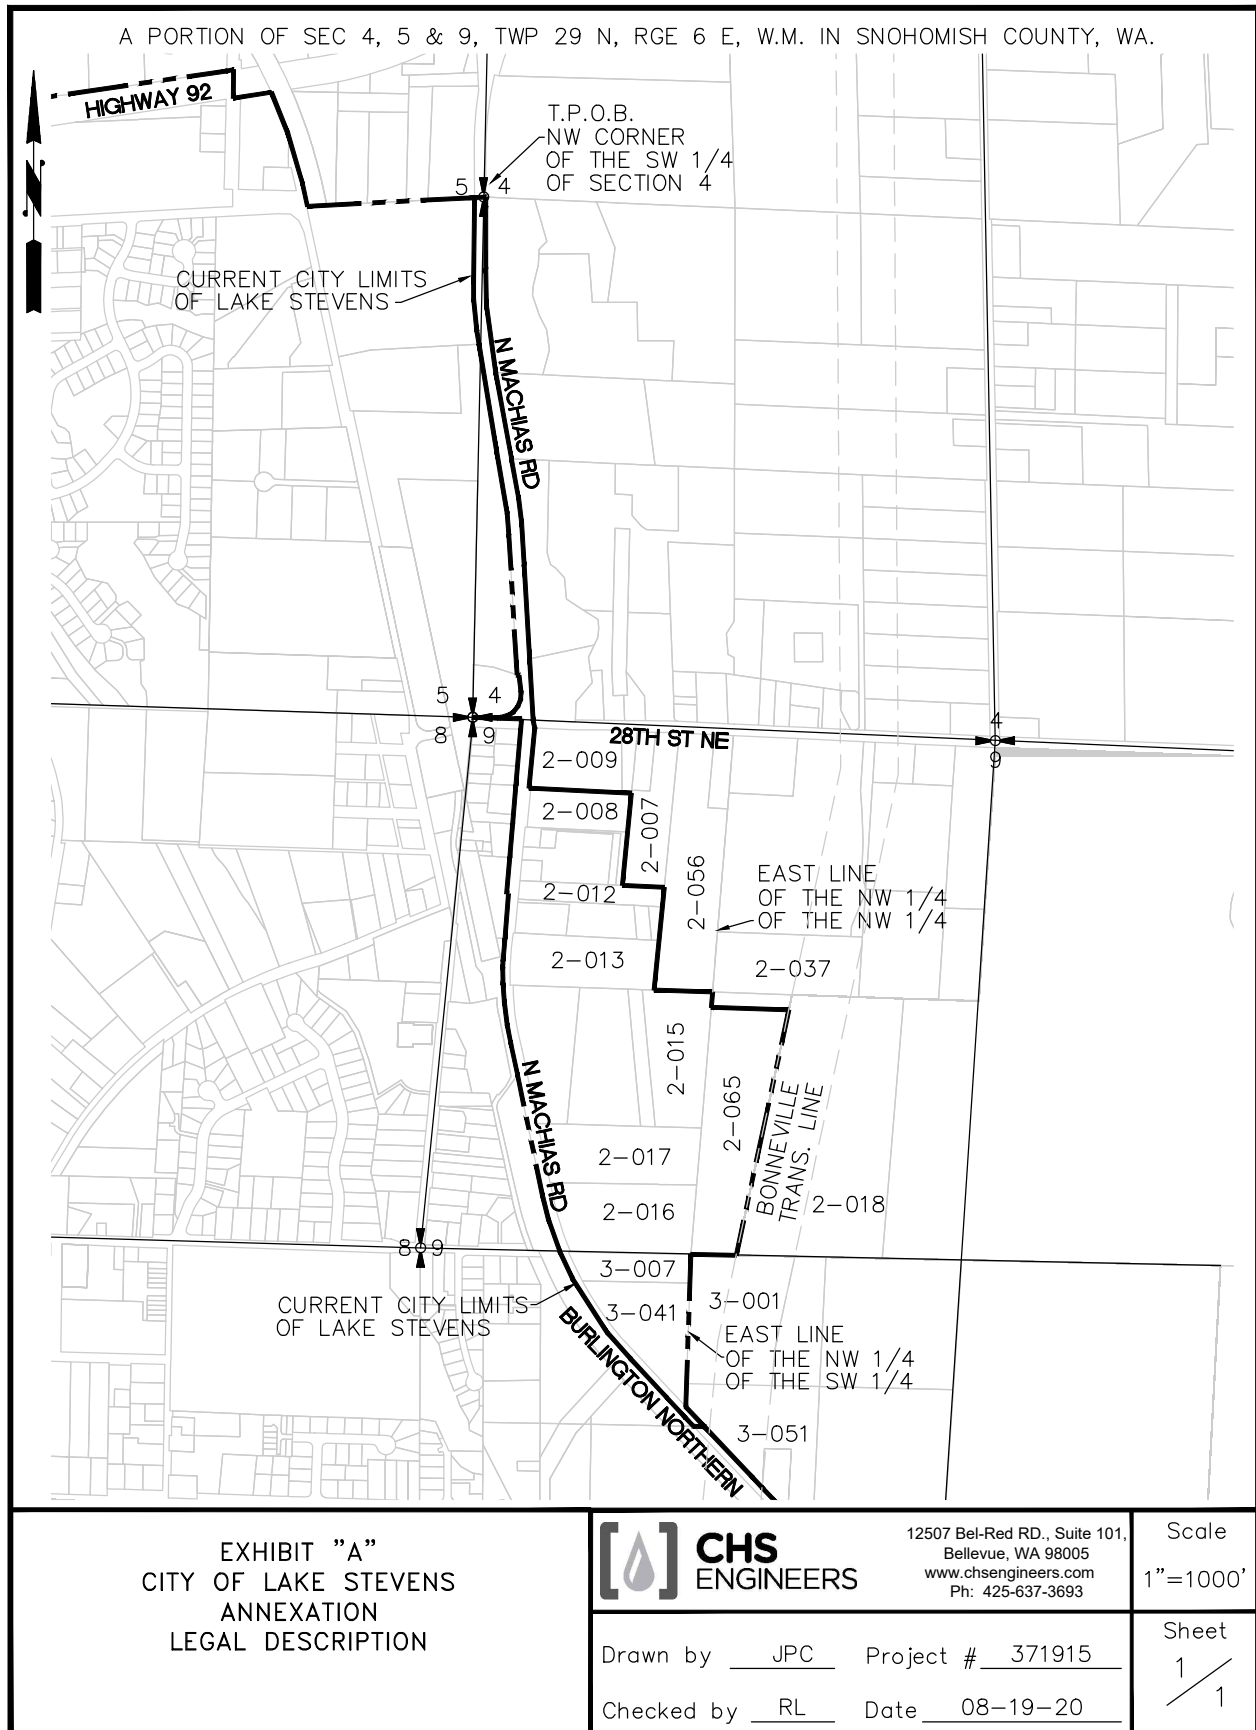 A PORTION OF SEC 4, 5 & 9, TWP 29 N, RGE 6 E, W.M. IN SNOHOMISH COUNTY, WA.
HIGHWAY 92
T.P.O.B.
NW CORNER
OF THE SW 1/4
OF SECTION 4
N
5 4
CURRENT CITY LIMITS
OF LAKE STEVENS
N MACHIAS RD
5 4
8 9
28TH ST NE
4
9
2-009
2-008
2-007
2-056
EAST LINE
OF THE NW 1/4
OF THE NW 1/4
2-012
2-013
2-037
2-015
2-065
N MACHIAS RD
BONNEVILLE
TRANS. LINE
2-017
2-016
2-018
8 9
3-007
3-041
3-001
CURRENT CITY LIMITS
OF LAKE STEVENS
EAST LINE
OF THE NW 1/4
OF THE SW 1/4
BURLINGTON NORTHERN
3-051
EXHIBIT "A"
CITY OF LAKE STEVENS
ANNEXATION
LEGAL DESCRIPTION
CHS
ENGINEERS
12507 Bel-Red RD., Suite 101,
Bellevue, WA 98005
www.chsengineers.com
Ph: 425-637-3693
Scale
1"=1000'
Drawn by JPC Project # 371915
Checked by RL Date 08-19-20
Sheet
1/1